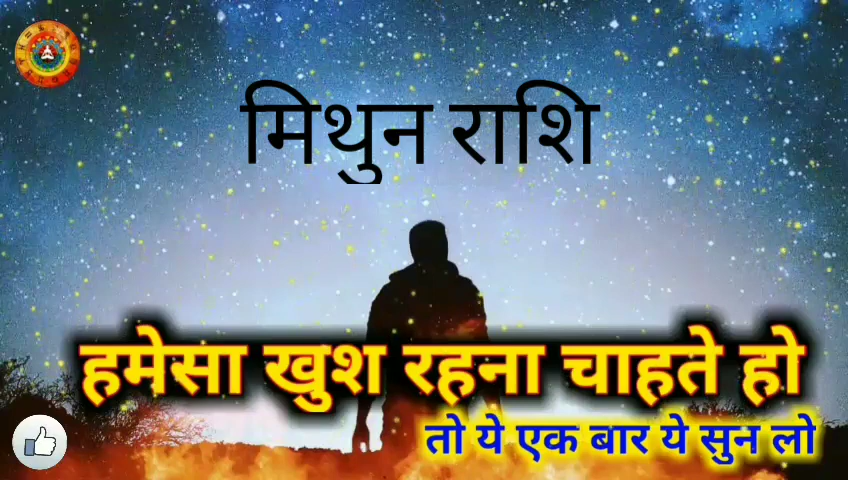 मिथुन राशि
हमेसा खुश रहना चाहते हो
तो ये एक बार ये सुन लो